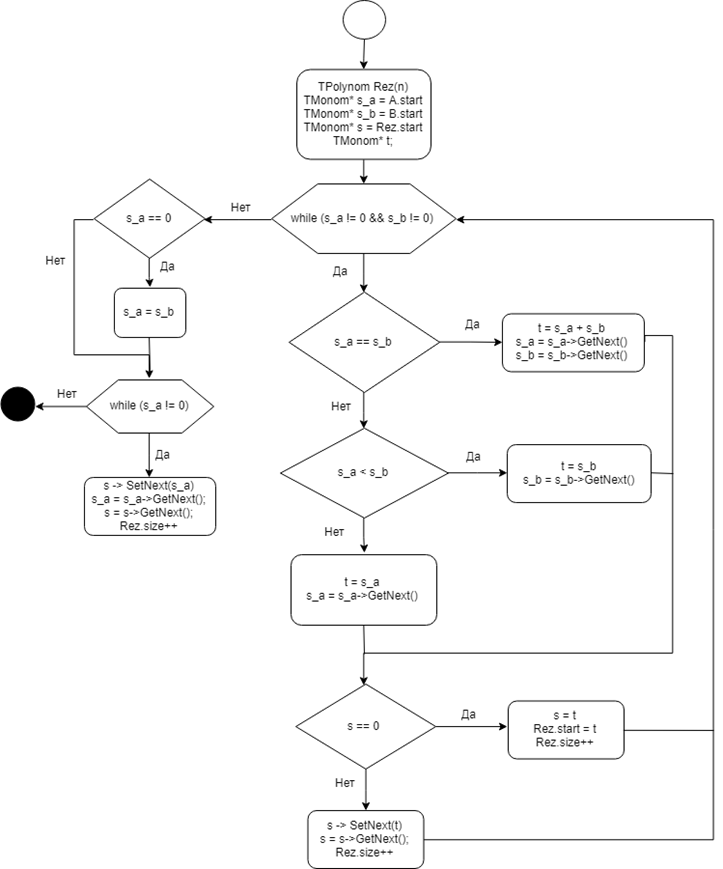 TPolynom Rez(n)
TMonom* s_a = A.start
TMonom* s_b = B.start
TMonom* s = Rez.start
TMonom* t;
while (s_a != 0 && s_b != 0)
Нет
s_a == 0
Нет
Да
s_a = s_b
while (s_a != 0)
Нет
Да
s -> SetNext(s_a)
s_a = s_a->GetNext();
s = s->GetNext();
Rez.size++
Да
s_a == s_b
Да
t = s_a + s_b
s_a = s_a->GetNext()
s_b = s_b->GetNext()
Нет
s_a < s_b
Да
t = s_b
s_b = s_b->GetNext()
Нет
t = s_a
s_a = s_a->GetNext()
s == 0
Да
s = t
Rez.start = t
Rez.size++
Нет
s -> SetNext(t)
s = s->GetNext();
Rez.size++